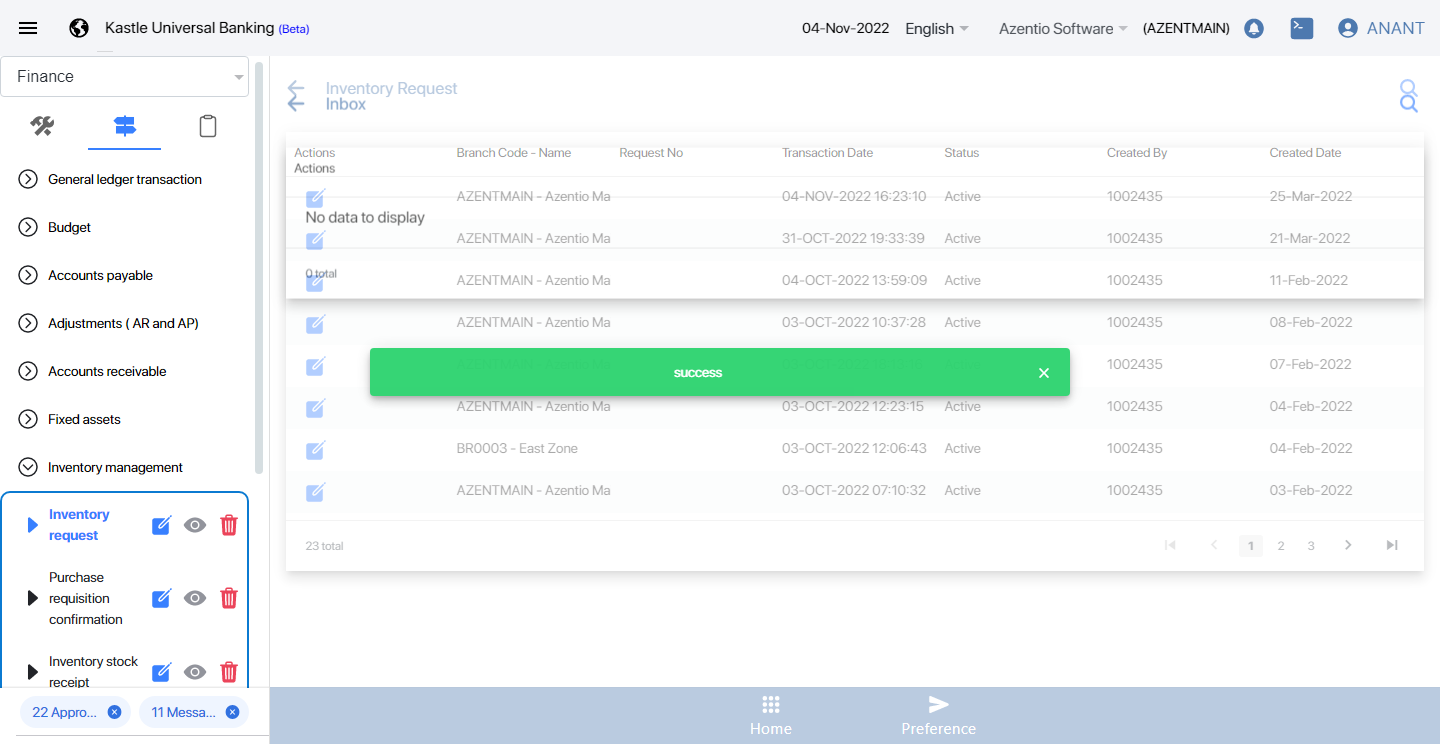 Kastle Universal Banking (Beta)
04-Nov-2022 English Azentio Software (AZENTMAIN) ANANT
Finance
General ledger transaction
Budget
Accounts payable
Adjustments ( AR and AP)
Accounts receivable
Fixed assets
Inventory management
Inventory
request
Purchase
requisition
confirmation
Inventory stock
receipt
22 Appro...
11 Messa...
Inventory Request
Inbox
Actions Branch Code - Name Request No Transaction Date Status Created By Created Date
Actions
AZENTMAIN - Azentio Ma 04-NOV-2022 16:23:10 Active 1002435 25-Mar-2022
No data to display
AZENTMAIN - Azentio Ma 31-OCT-2022 19:33:39 Active 1002435 21-Mar-2022
0 total
AZENTMAIN - Azentio Ma 04-OCT-2022 13:59:09 Active 1002435 11-Feb-2022
AZENTMAIN - Azentio Ma 03-OCT-2022 10:37:28 Active 1002435 08-Feb-2022
success
1002435 07-Feb-2022
AZENTMAIN - Azentio Ma 03-OCT-2022 12:23:15 Active 1002435 04-Feb-2022
BR0003 - East Zone 03-OCT-2022 12:06:43 Active 1002435 04-Feb-2022
AZENTMAIN - Azentio Ma 03-OCT-2022 07:10:32 Active 1002435 03-Feb-2022
23 total
1 2 3
Home
Preference